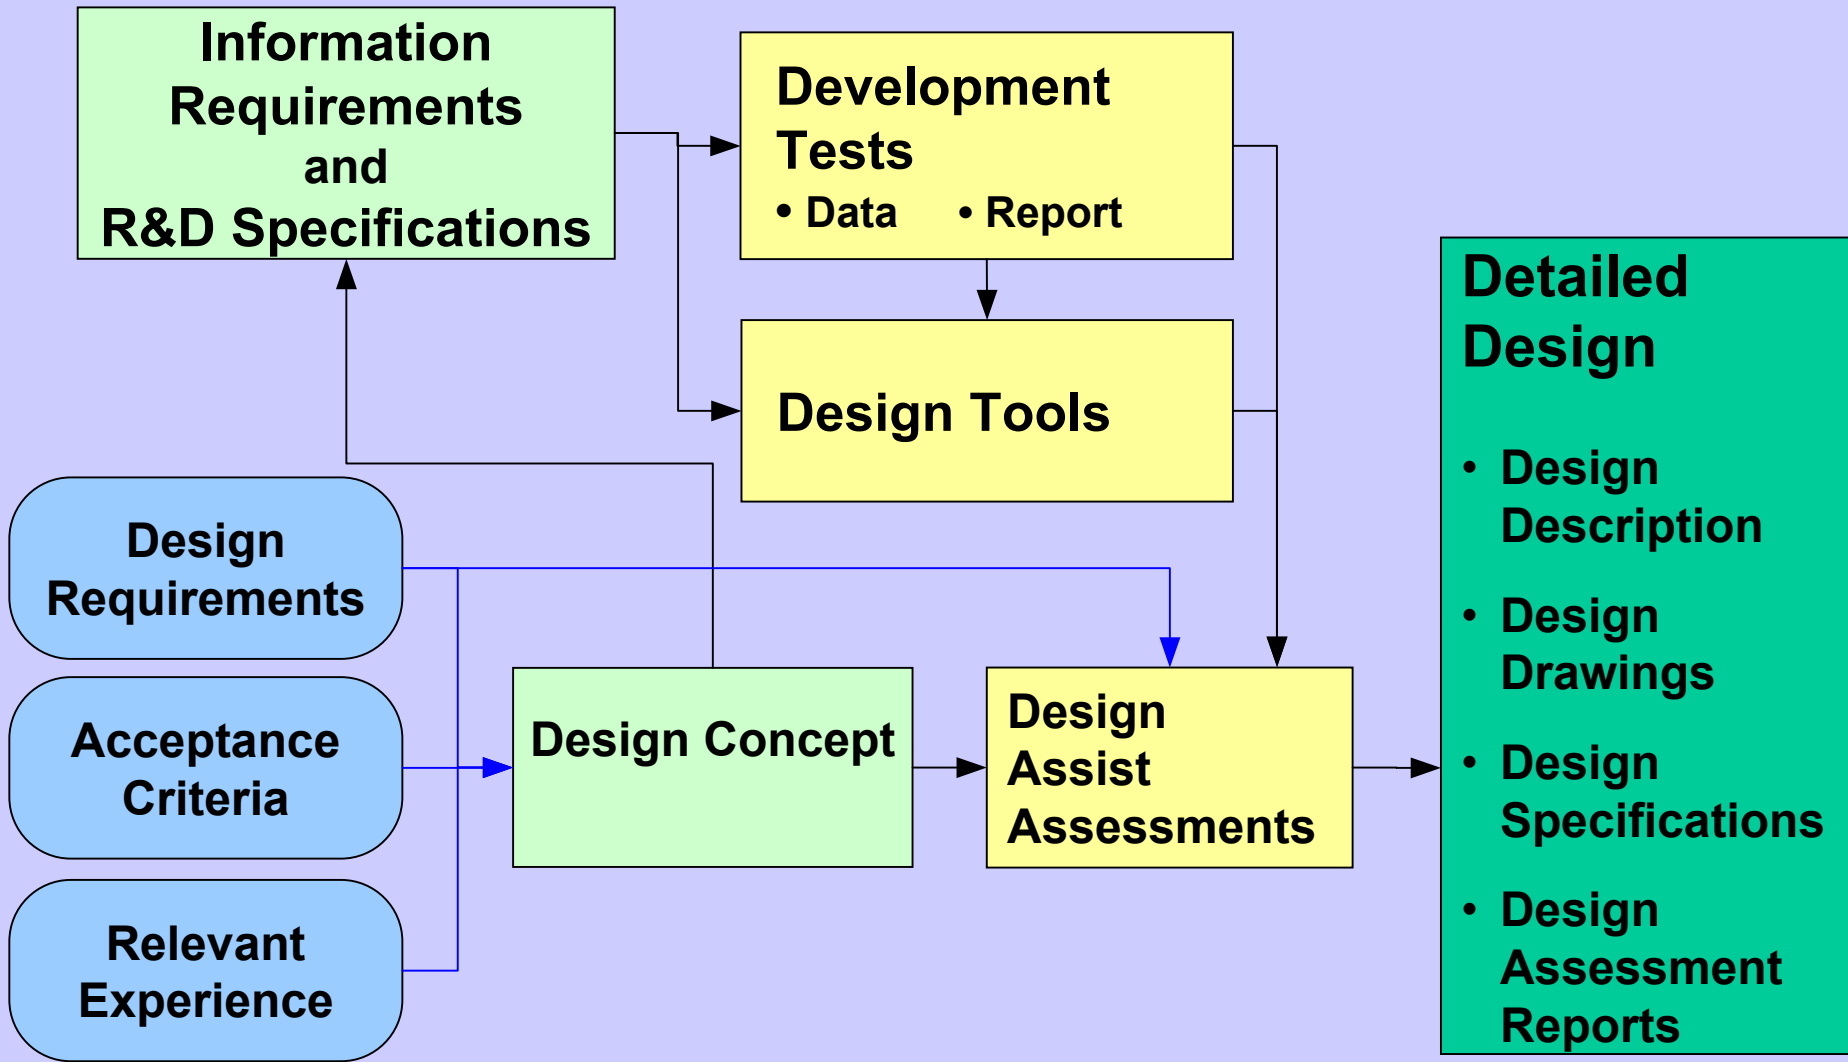 Information
Requirements
and
R&D Specifications
Development
Tests
• Data • Report
Design Tools
Design
Requirements
Acceptance
Criteria
Relevant
Experience
Design Concept
Design
Assist
Assessments
Detailed
Design
• Design
Description
• Design
Drawings
• Design
Specifications
• Design
Assessment
Reports